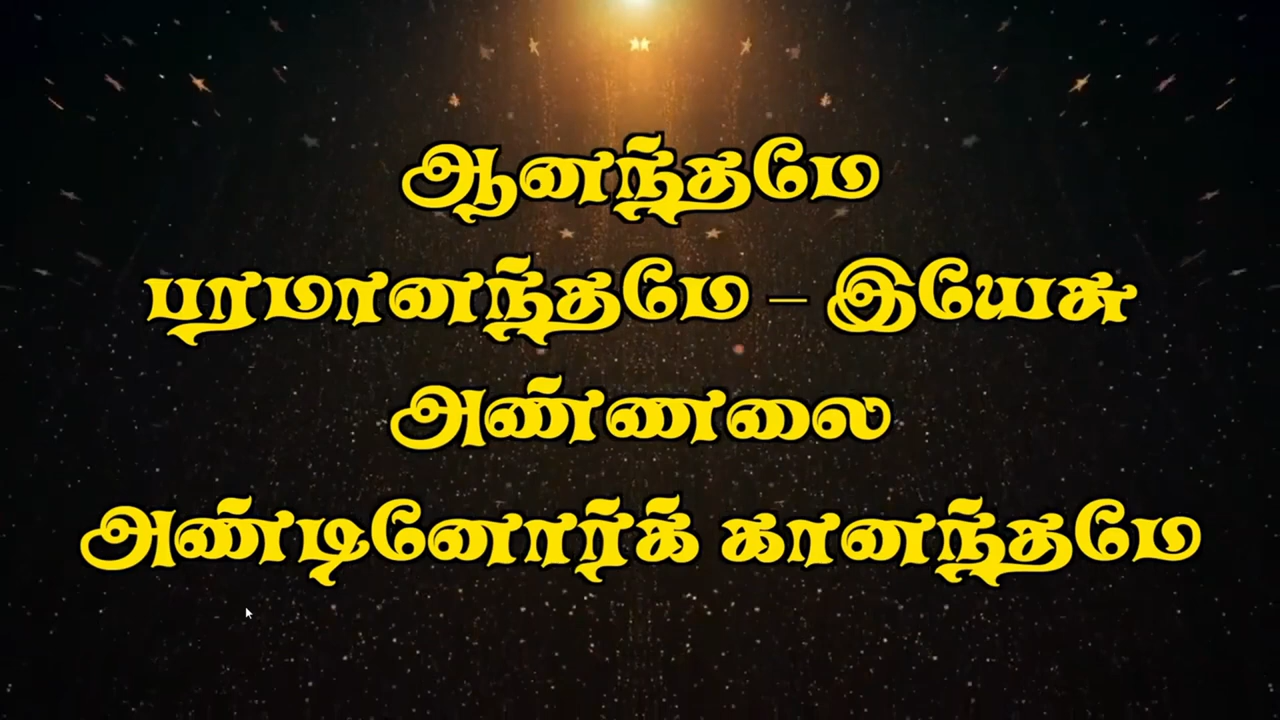 ஆனந்தமே
பரமானந்தமே – இயேசு
அண்ணலை
அண்டினோர்க் கானந்தமே